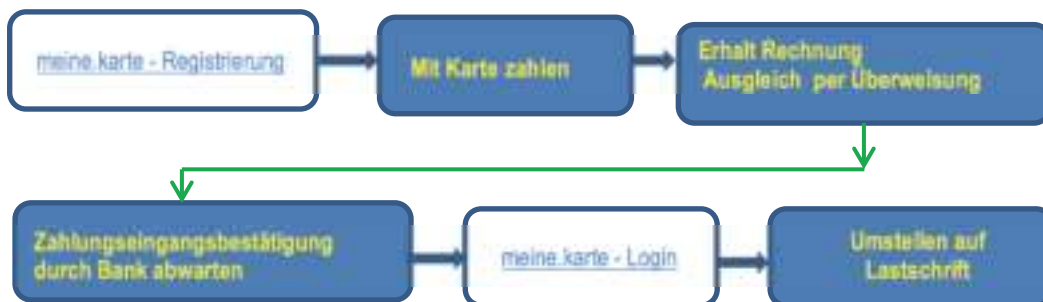 meine.karte - Registrierung
Mit Karte zahlen
Erhalt Rechnung
Ausgleich per Überweisung
Zahlungseingangsbestätigung
durch Bank abwarten
meine.karte - Login
Umstellen auf
Lastschrift